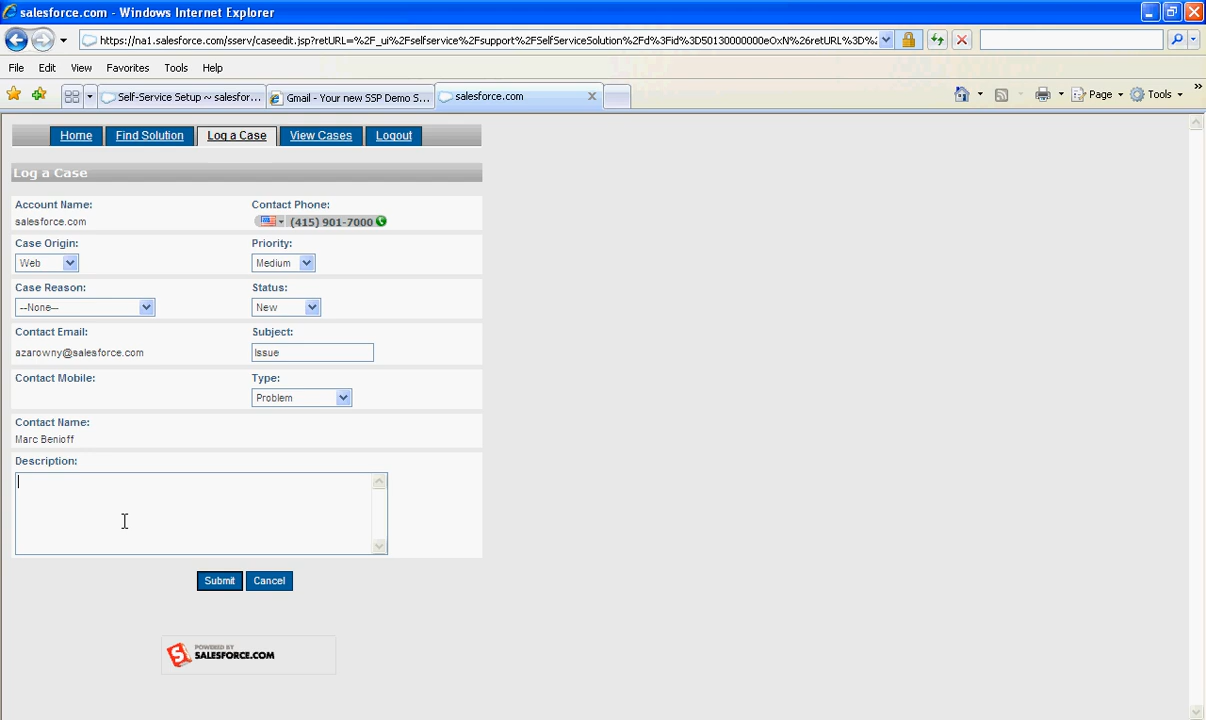 salesforce.com - Windows Internet Explorer
https://na1.salesforce.com/sserv/caseedit.jsp?retURL=%2F_ui%2Fselfservice%2Fsupport%2FSelfServiceSolution%2Fd%3Fid%3D50130000000eOxN%26retURL%3D%2
File Edit View Favorites Tools Help
Self-Service Setup ~ salesfor... Gmail - Your new SSP Demo S... salesforce.com Page Tools
Home Find Solution Log a Case View Cases Logout
Log a Case
Account Name: Contact Phone:
salesforce.com (415) 901-7000
Case Origin: Priority:
Web Medium
Case Reason: Status:
--None-- New
Contact Email: Subject:
azarowny@salesforce.com Issue
Contact Mobile: Type:
Problem
Contact Name:
Marc Benioff
Description:
Submit Cancel
POWERED BY
SALESFORCE.COM